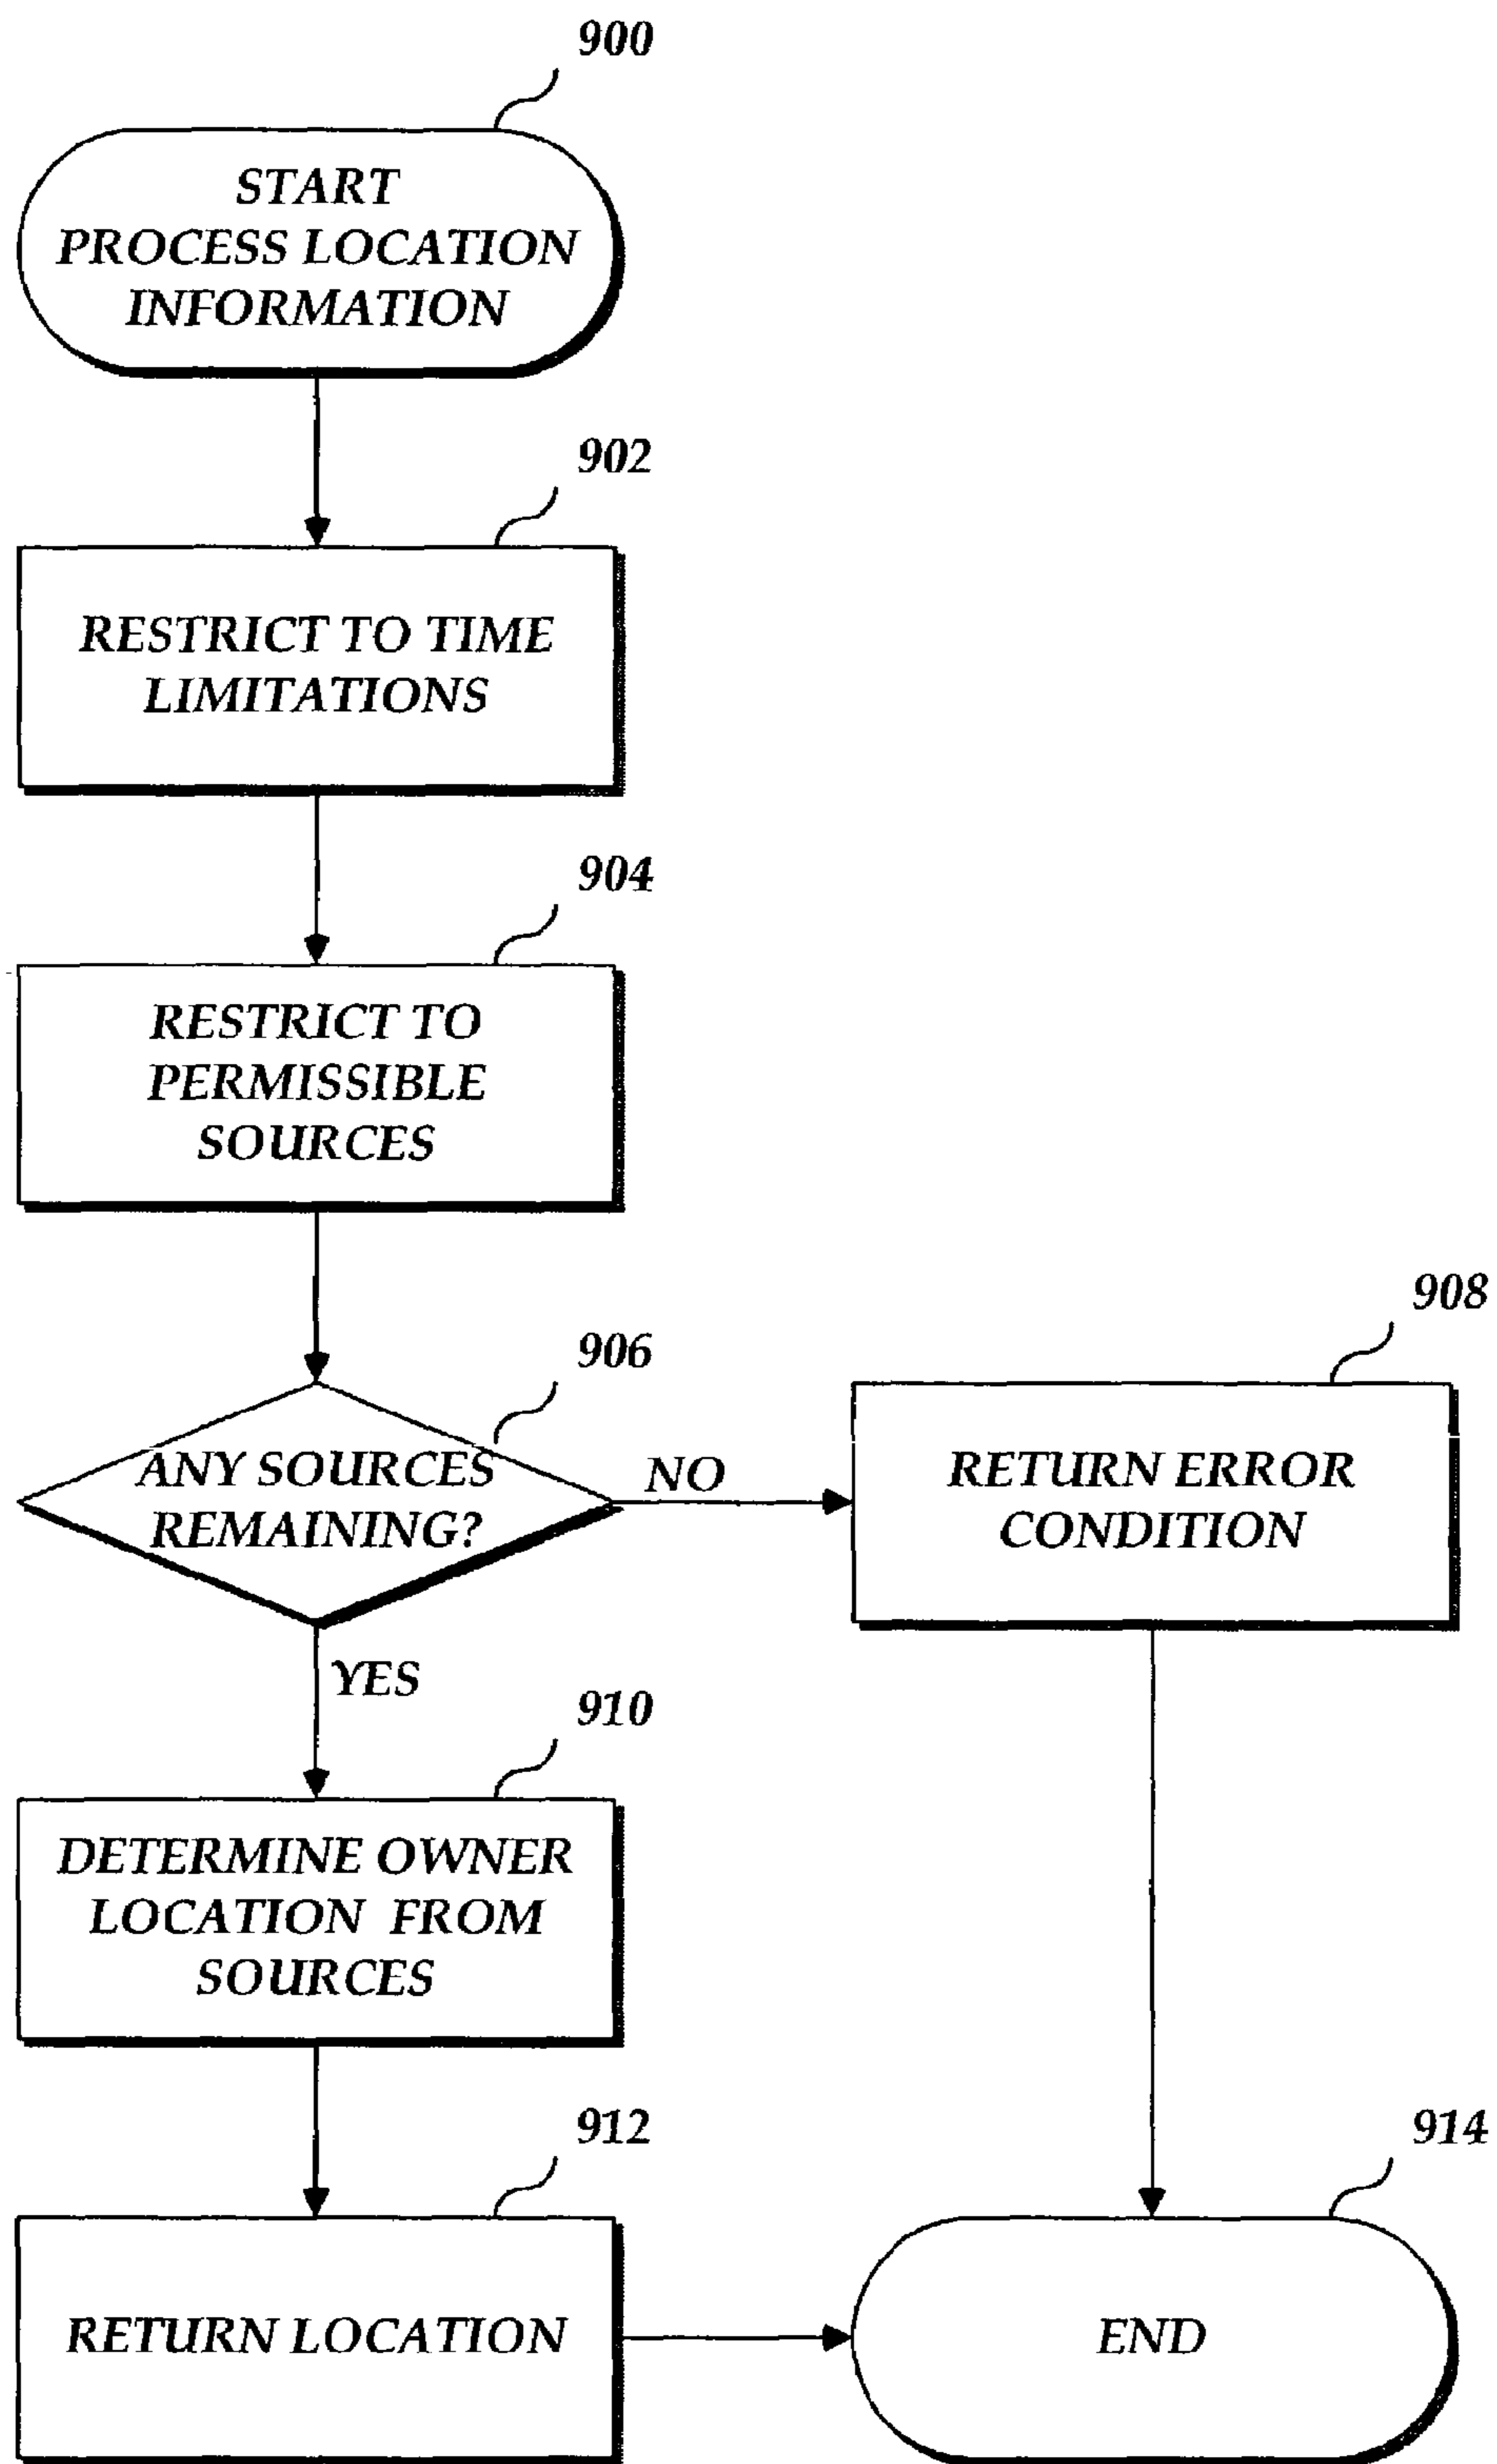 900
START
PROCESS LOCATION
INFORMATION
902
RESTRICT TO TIME
LIMITATIONS
904
RESTRICT TO
PERMISSIBLE
SOURCES
906
ANY SOURCES
REMAINING?
NO
908
RETURN ERROR
CONDITION
YES
910
DETERMINE OWNER
LOCATION FROM
SOURCES
912
RETURN LOCATION
914
END